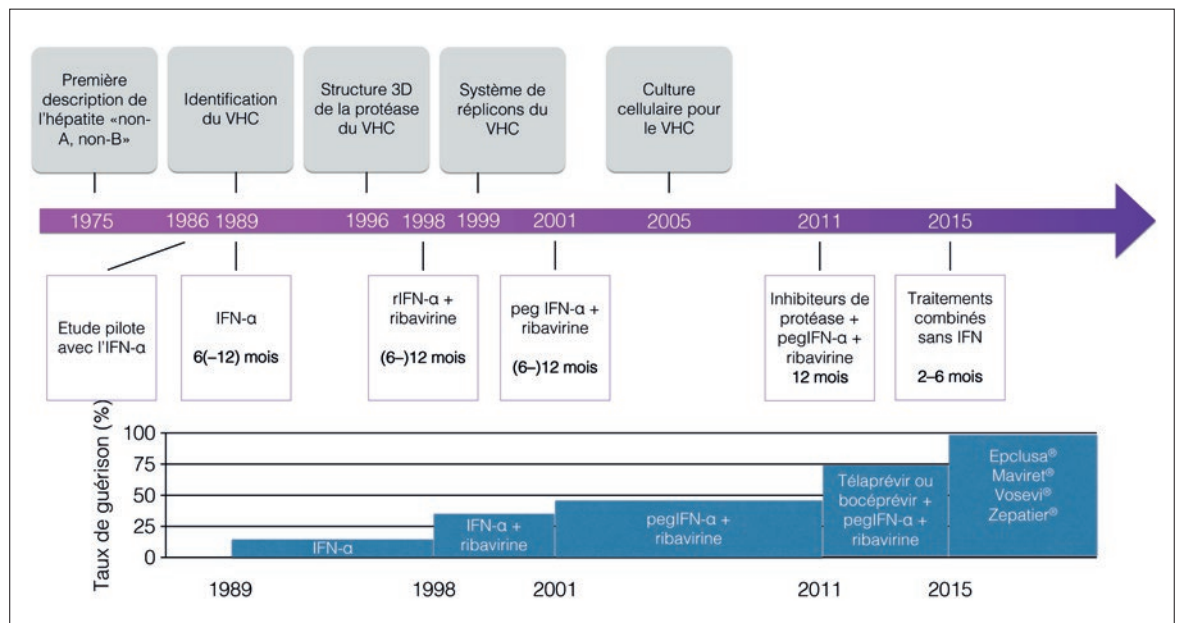 Première
description de
l'hépatite «non-
A, non-B»
Identification
du VHC
Structure 3D
de la protéase
du VHC
Système de
réplicons du
VHC
Culture
cellulaire pour
le VHC
1975
1986
1989
1996
1998
1999
2001
2005
2011
2015
Etude pilote
avec l'IFN-α
IFN-α
6(–12) mois
rIFN-α +
ribavirine
(6–)12 mois
peg IFN-α +
ribavirine
(6–)12 mois
Inhibiteurs de
protéase +
pegIFN-α +
ribavirine
12 mois
Traitements
combinés
sans IFN
2–6 mois
Taux de guérison (%)
100
75
50
25
0
IFN-α
IFN-α +
ribavirine
pegIFN-α +
ribavirine
Télaprévir ou
bocéprévir +
pegIFN-α +
ribavirine
Epclusa®
Maviret®
Vosevi®
Zepatier®
1989
1998
2001
2011
2015